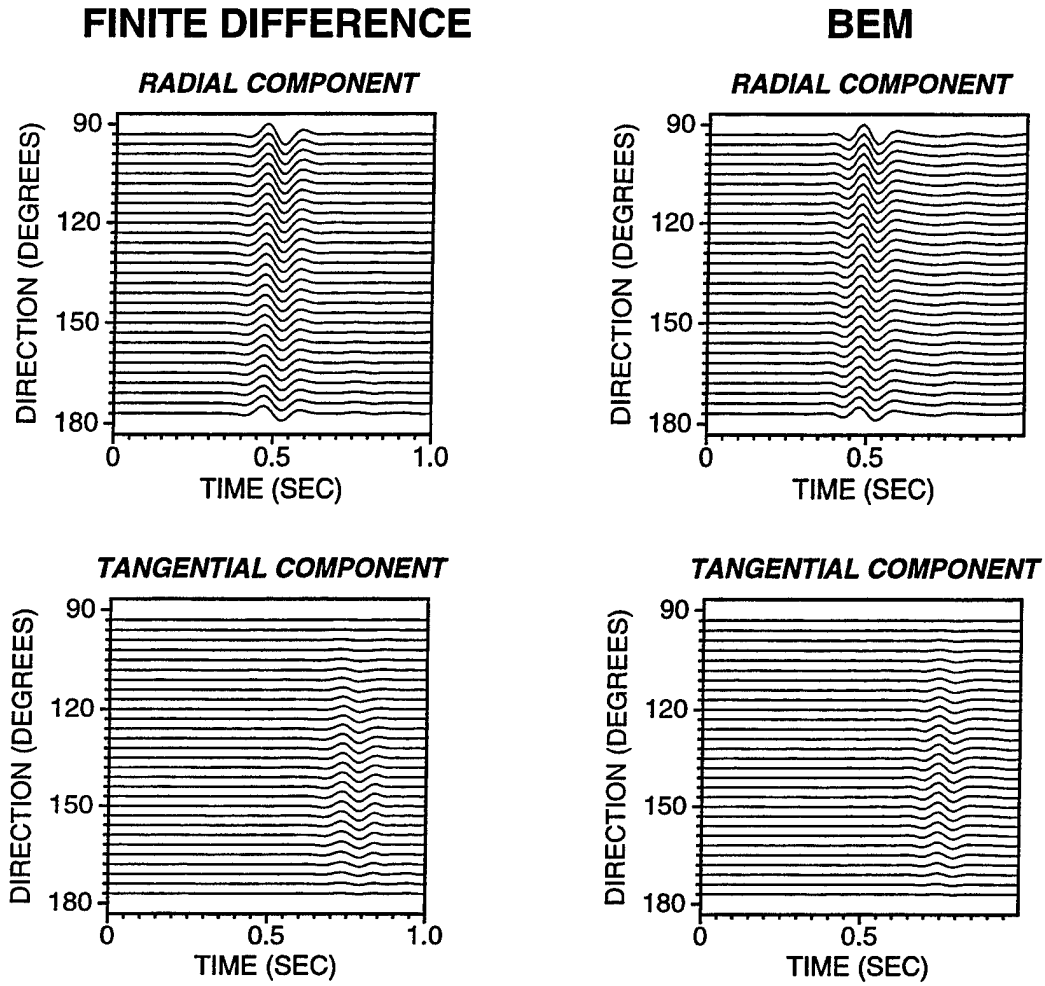 FINITE DIFFERENCE
BEM
RADIAL COMPONENT
DIRECTION (DEGREES)
90
120
150
180
0
0.5
1.0
TIME (SEC)
RADIAL COMPONENT
DIRECTION (DEGREES)
90
120
150
180
0
0.5
TIME (SEC)
TANGENTIAL COMPONENT
DIRECTION (DEGREES)
90
120
150
180
0
0.5
1.0
TIME (SEC)
TANGENTIAL COMPONENT
DIRECTION (DEGREES)
90
120
150
180
0
0.5
TIME (SEC)